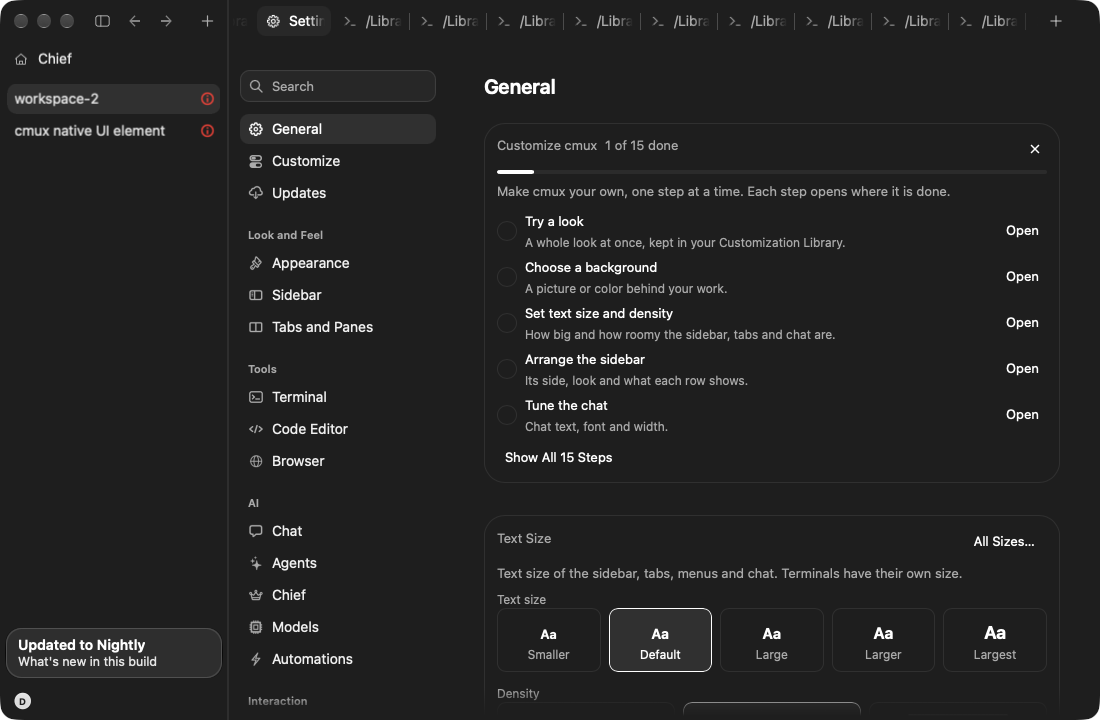 Settin
/Libra
/Libra
/Libra
/Libra
/Libra
/Libra
/Libra
/Libra
/Libra
Chief
workspace-2
cmux native UI element
Updated to Nightly
What's new in this build
D
Search
General
Customize
Updates
Look and Feel
Appearance
Sidebar
Tabs and Panes
Tools
Terminal
Code Editor
Browser
AI
Chat
Agents
Chief
Models
Automations
Interaction
General
Customize cmux 1 of 15 done
Make cmux your own, one step at a time. Each step opens where it is done.
Try a look
A whole look at once, kept in your Customization Library.
Open
Choose a background
A picture or color behind your work.
Open
Set text size and density
How big and how roomy the sidebar, tabs and chat are.
Open
Arrange the sidebar
Its side, look and what each row shows.
Open
Tune the chat
Chat text, font and width.
Open
Show All 15 Steps
Text Size
All Sizes...
Text size of the sidebar, tabs, menus and chat. Terminals have their own size.
Text size
Aa
Smaller
Aa
Default
Aa
Large
Aa
Larger
Aa
Largest
Density